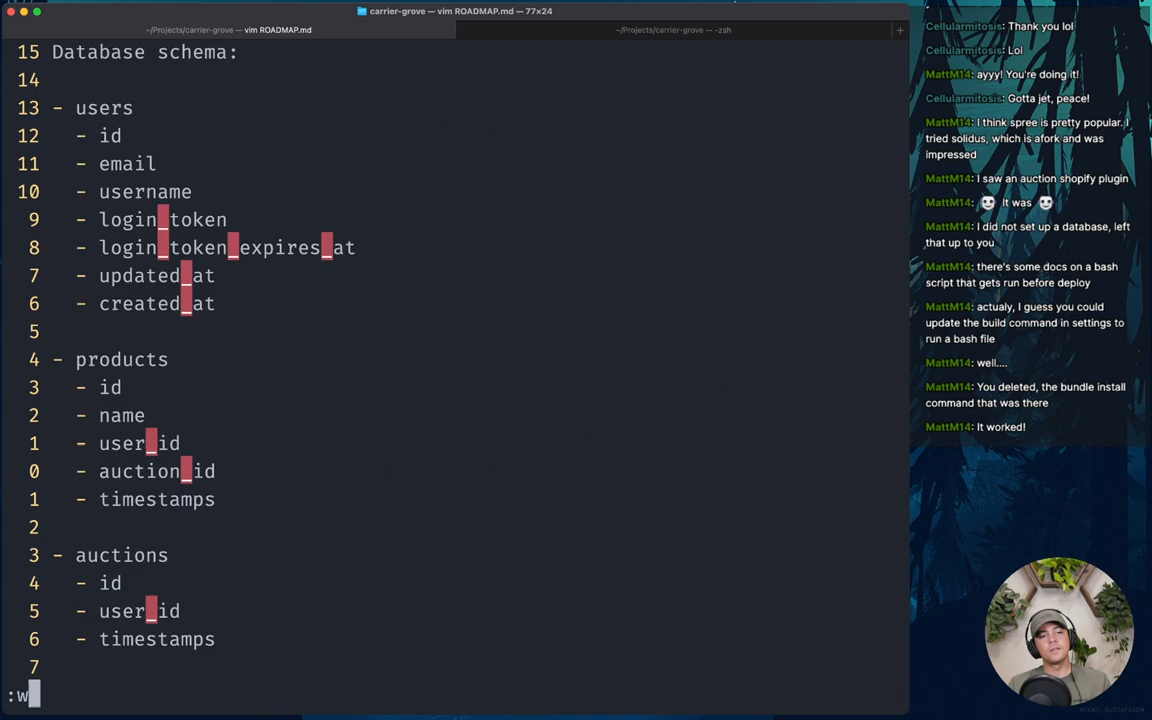 carrier-grove — vim ROADMAP.md — 77×24
~/Projects/carrier-grove — vim ROADMAP.md
~/Projects/carrier-grove — -zsh
+
15 Database schema:
14
13 - users
12 - id
11 - email
10 - username
9 - login_token
8 - login_token_expires_at
7 - updated_at
6 - created_at
5
4 - products
3 - id
2 - name
1 - user_id
0 - auction_id
1 - timestamps
2
3 - auctions
4 - id
5 - user_id
6 - timestamps
7
:w
Cellularmitosis: Thank you lol
Cellularmitosis: Lol
MattM14: ayyy! You're doing it!
Cellularmitosis: Gotta jet, peace!
MattM14: I think spree is pretty popular. I
tried solidus, which is afork and was
impressed
MattM14: I saw an auction shopify plugin
MattM14: It was
MattM14: I did not set up a database, left
that up to you
MattM14: there's some docs on a bash
script that gets run before deploy
MattM14: actualy, I guess you could
update the build command in settings to
run a bash file
MattM14: well....
MattM14: You deleted, the bundle install
command that was there
MattM14: It worked!
MIKAEL GUSTAFSSON